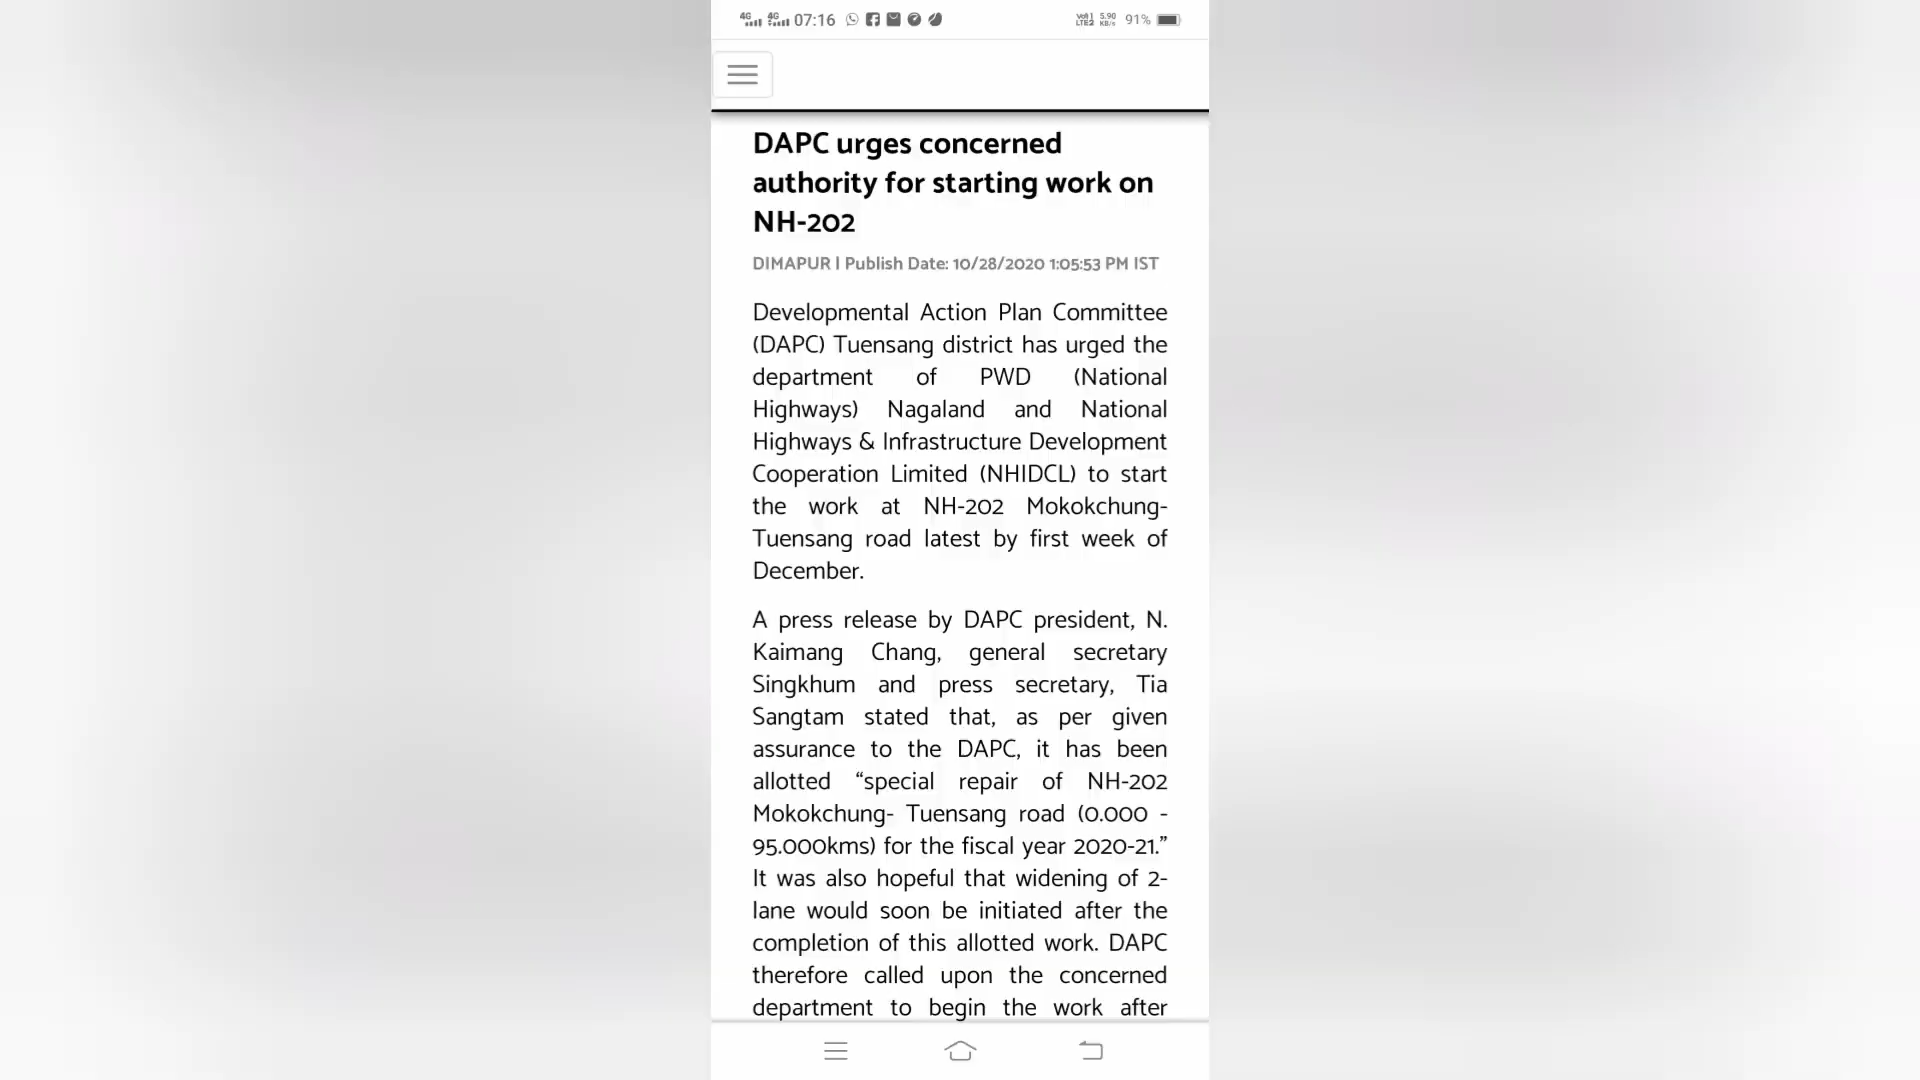 4G 4G 07:16 5.90 KB/s 91%
DAPC urges concerned
authority for starting work on
NH-202
DIMAPUR | Publish Date: 10/28/2020 1:05:53 PM IST
Developmental Action Plan Committee
(DAPC) Tuensang district has urged the
department of PWD (National
Highways) Nagaland and National
Highways & Infrastructure Development
Cooperation Limited (NHIDCL) to start
the work at NH-202 Mokokchung-
Tuensang road latest by first week of
December.
A press release by DAPC president, N.
Kaimang Chang, general secretary
Singkhum and press secretary, Tia
Sangtam stated that, as per given
assurance to the DAPC, it has been
allotted “special repair of NH-202
Mokokchung- Tuensang road (0.000 -
95.000kms) for the fiscal year 2020-21.”
It was also hopeful that widening of 2-
lane would soon be initiated after the
completion of this allotted work. DAPC
therefore called upon the concerned
department to begin the work after